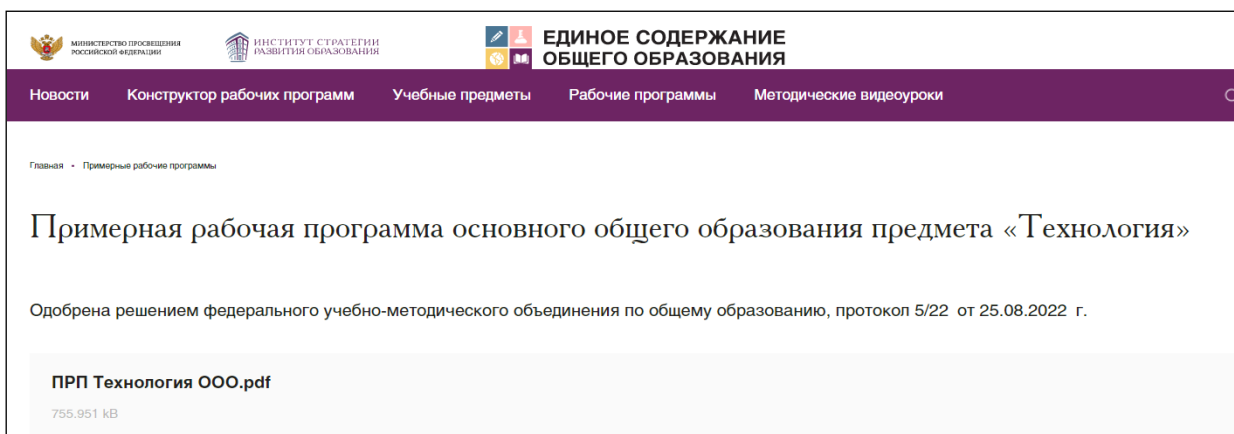 МИНИСТЕРСТВО ПРОСВЕЩЕНИЯ
РОССИЙСКОЙ ФЕДЕРАЦИИ
ИНСТИТУТ СТРАТЕГИИ
РАЗВИТИЯ ОБРАЗОВАНИЯ
ЕДИНОЕ СОДЕРЖАНИЕ
ОБЩЕГО ОБРАЗОВАНИЯ
Новости Конструктор рабочих программ Учебные предметы Рабочие программы Методические видеоуроки
Главная • Примерные рабочие программы
Примерная рабочая программа основного общего образования предмета «Технология»
Одобрена решением федерального учебно-методического объединения по общему образованию, протокол 5/22 от 25.08.2022 г.
ПРП Технология ООО.pdf
755.951 kB